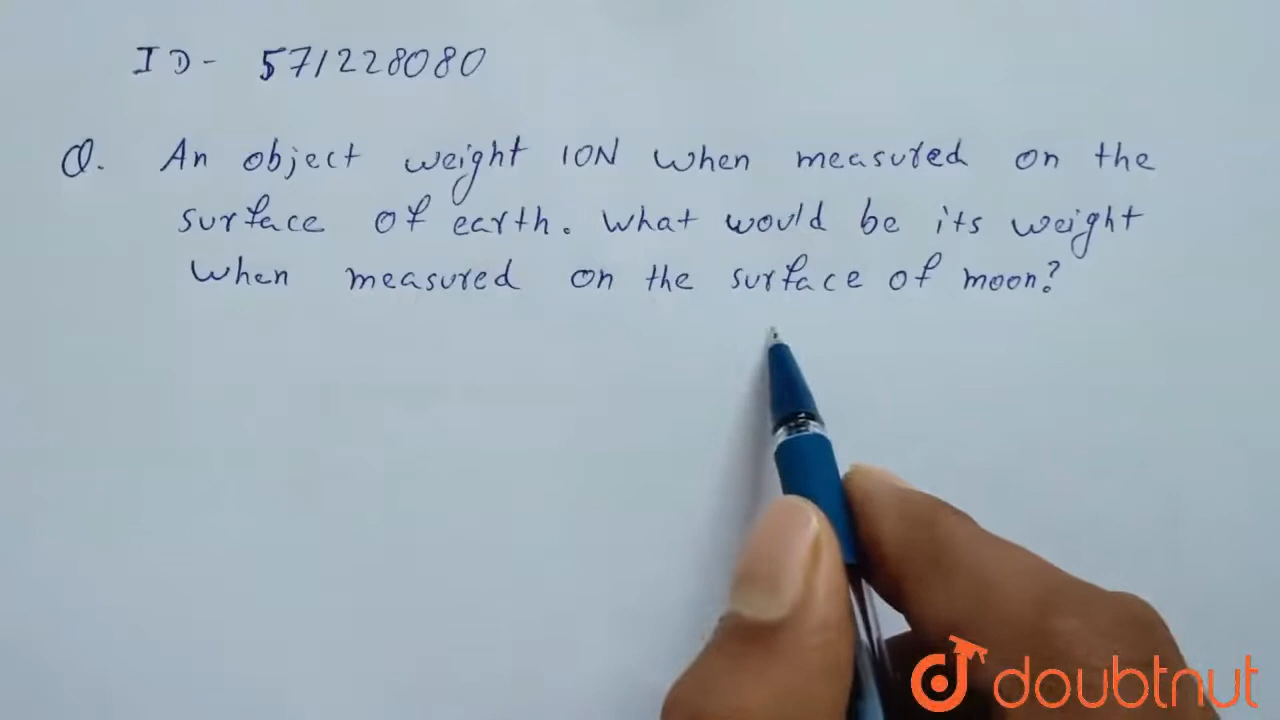 ID- 571228080
Q. An object weight 10N when measured on the
surface of earth. What would be its weight
when measured on the surface of moon?
doubtnut